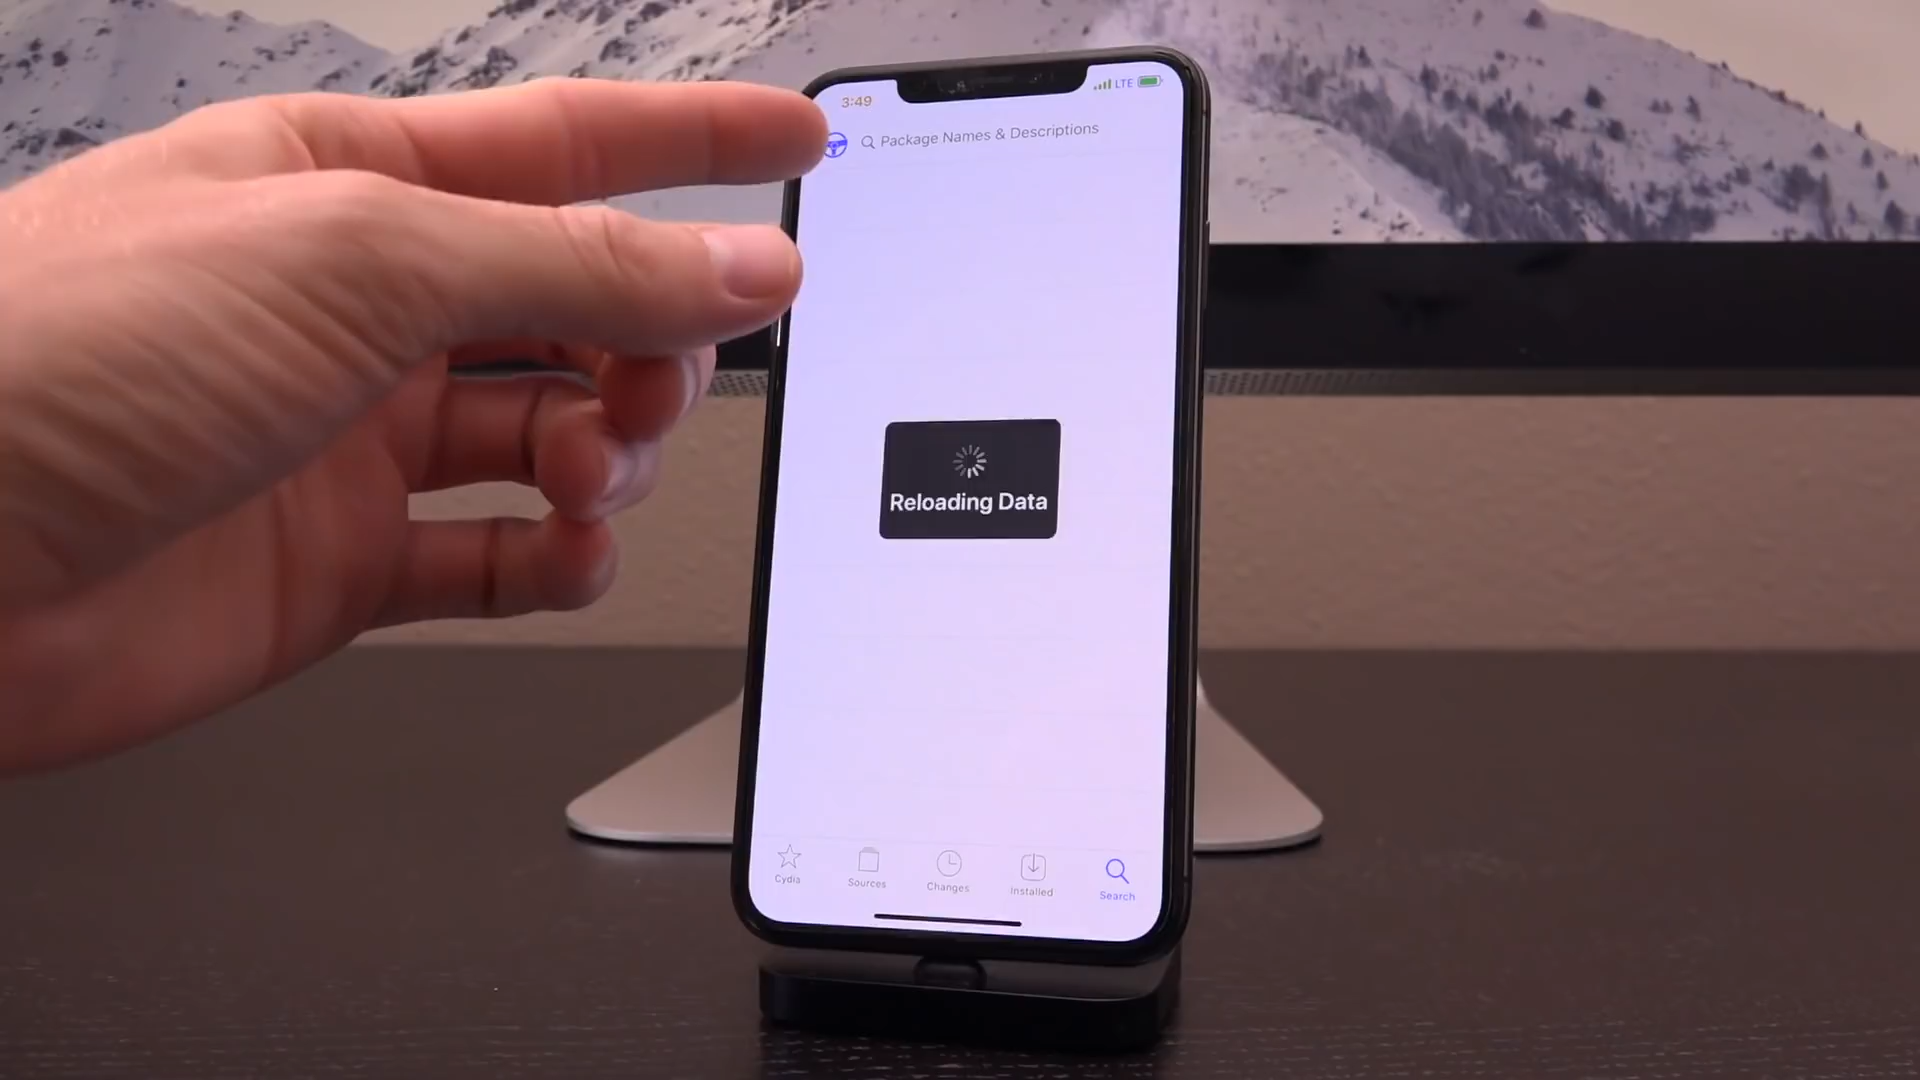 3:49
LTE
Package Names & Descriptions
Reloading Data
Cydia
Sources
Changes
Installed
Search